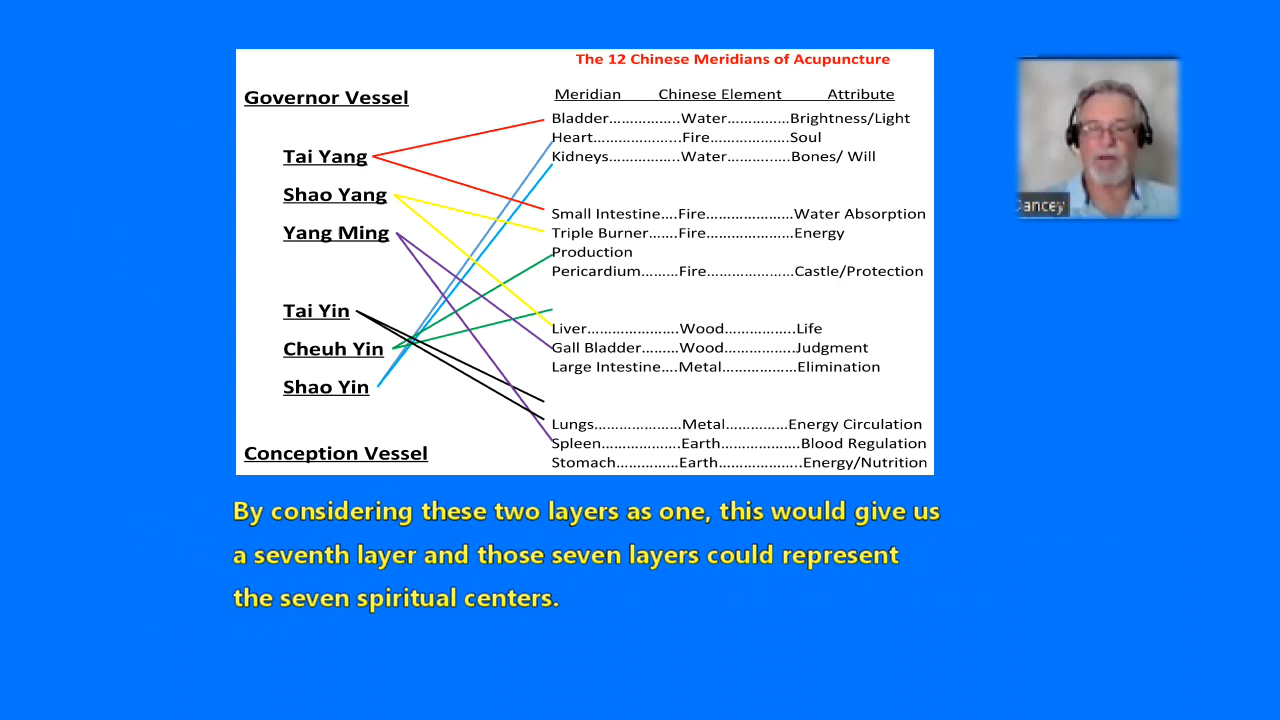 The 12 Chinese Meridians of Acupuncture
Governor Vessel
Meridian Chinese Element Attribute
Bladder……………..Water……………Brightness/Light
Heart…………………..Fire……………….Soul
Tai Yang
Kidneys………………Water…………....Bones/ Will
Shao Yang
Small Intestine....Fire………………….Water Absorption
Yang Ming
Triple Burner…….Fire………………….Energy
Production
Pericardium………Fire………………….Castle/Protection
Tai Yin
Liver…………………..Wood……………..Life
Cheuh Yin
Gall Bladder………Wood……………..Judgment
Large Intestine....Metal………………Elimination
Shao Yin
Lungs………………….Metal……………Energy Circulation
Conception Vessel
Spleen……………….Earth……………….Blood Regulation
Stomach……………Earth………………..Energy/Nutrition
Dancey
By considering these two layers as one, this would give us
a seventh layer and those seven layers could represent
the seven spiritual centers.